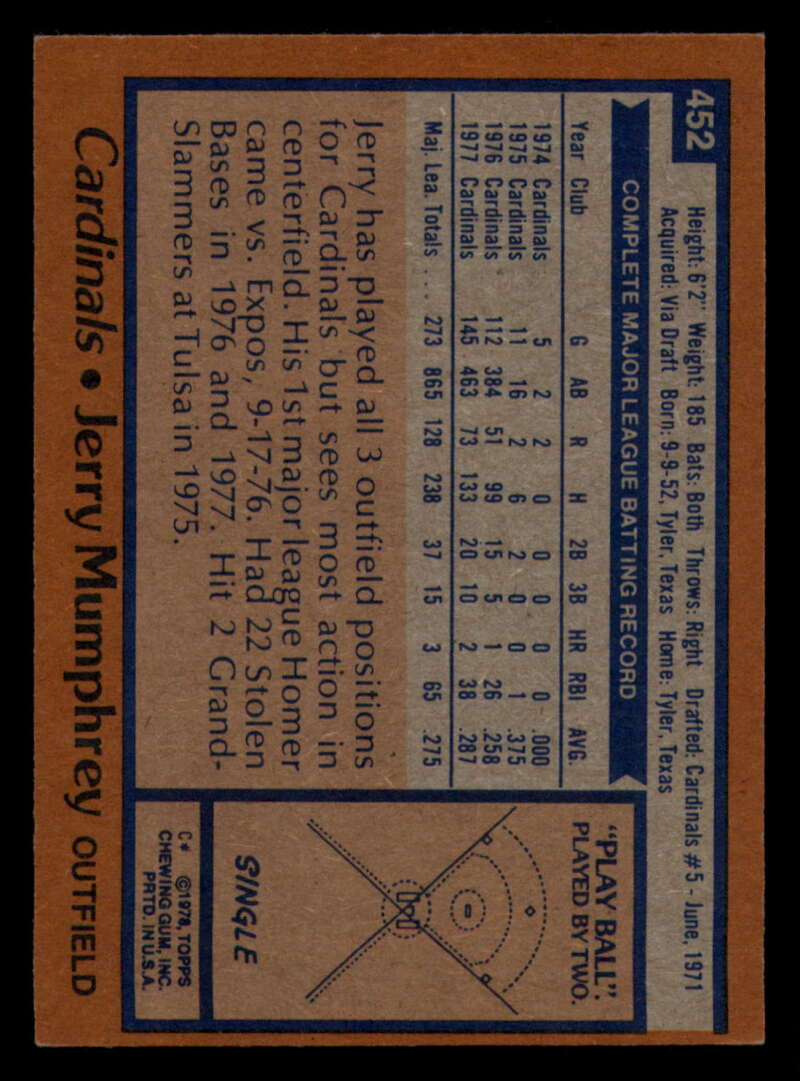 452
Height: 6'2" Weight: 185 Bats: Both Throws: Right Drafted: Cardinals #5 - June, 1971
Acquired: Via Draft Born: 9-9-52, Tyler, Texas Home: Tyler, Texas
COMPLETE MAJOR LEAGUE BATTING RECORD
Year Club G AB R H 2B 3B HR RBI AVG.
1974 Cardinals 5 2 2 0 0 0 0 0 .000
1975 Cardinals 11 16 2 6 2 0 0 1 .375
1976 Cardinals 112 384 51 99 15 5 1 26 .258
1977 Cardinals 145 463 73 133 20 10 2 38 .287
Maj. Lea. Totals . . . 273 865 128 238 37 15 3 65 .275
Jerry has played all 3 outfield positions
for Cardinals but sees most action in
centerfield. His 1st major league Homer
came vs. Expos, 9-17-76. Had 22 Stolen
Bases in 1976 and 1977. Hit 2 Grand-
Slammers at Tulsa in 1975.
"PLAY BALL".
PLAYED BY TWO.
SINGLE
C* ©1978, TOPPS
CHEWING GUM, INC.
PRTD. IN U.S.A.
Cardinals • Jerry Mumphrey OUTFIELD